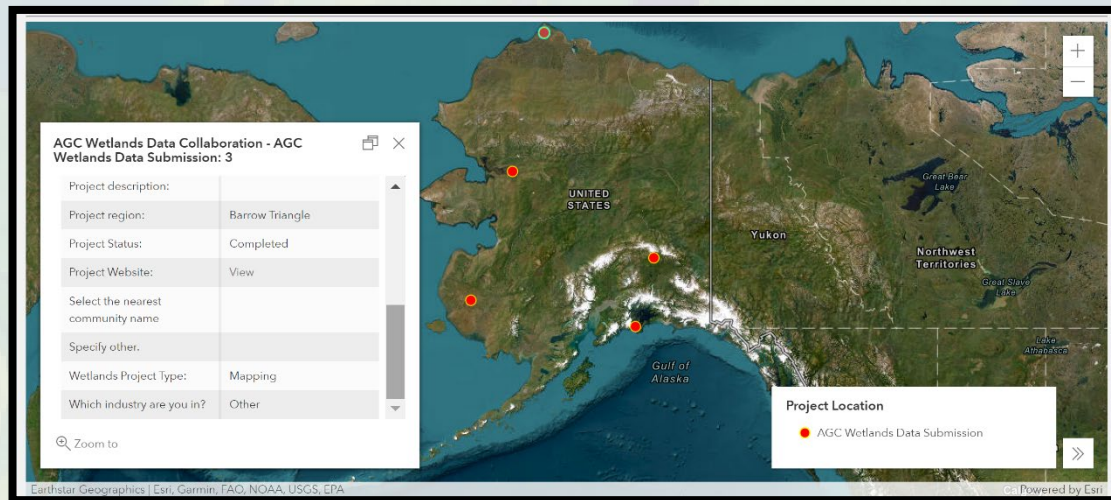 AGC Wetlands Data Collaboration - AGC
Wetlands Data Submission: 3
Project description:
Project region: Barrow Triangle
Project Status: Completed
Project Website: View
Select the nearest
community name
Specify other.
Wetlands Project Type: Mapping
Which industry are you in? Other
Zoom to
UNITED
STATES
Yukon
Great Bear
Lake
Northwest
Territories
Great Slave
Lake
Lake
Athabasca
Gulf of
Alaska
Project Location
AGC Wetlands Data Submission
Earthstar Geographics | Esri, Garmin, FAO, NOAA, USGS, EPA
Powered by Esri